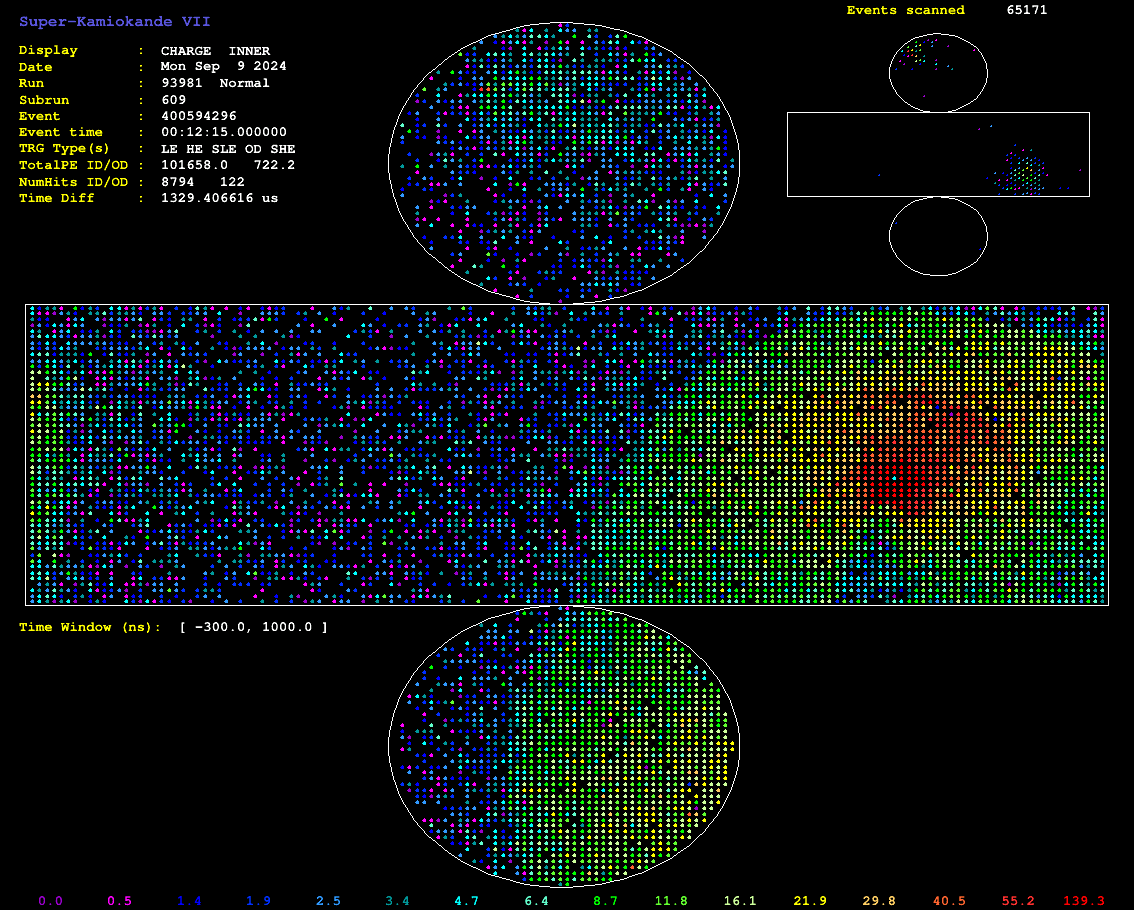 Super-Kamiokande VII
Events scanned 65171
Display : CHARGE INNER
Date : Mon Sep 9 2024
Run : 93981 Normal
Subrun : 609
Event : 400594296
Event time : 00:12:15.000000
TRG Type(s) : LE HE SLE OD SHE
TotalPE ID/OD : 101658.0 722.2
NumHits ID/OD : 8794 122
Time Diff : 1329.406616 us
Time Window (ns): [ -300.0, 1000.0 ]
0.0 0.5 1.4 1.9 2.5 3.4 4.7 6.4 8.7 11.8 16.1 21.9 29.8 40.5 55.2 139.3